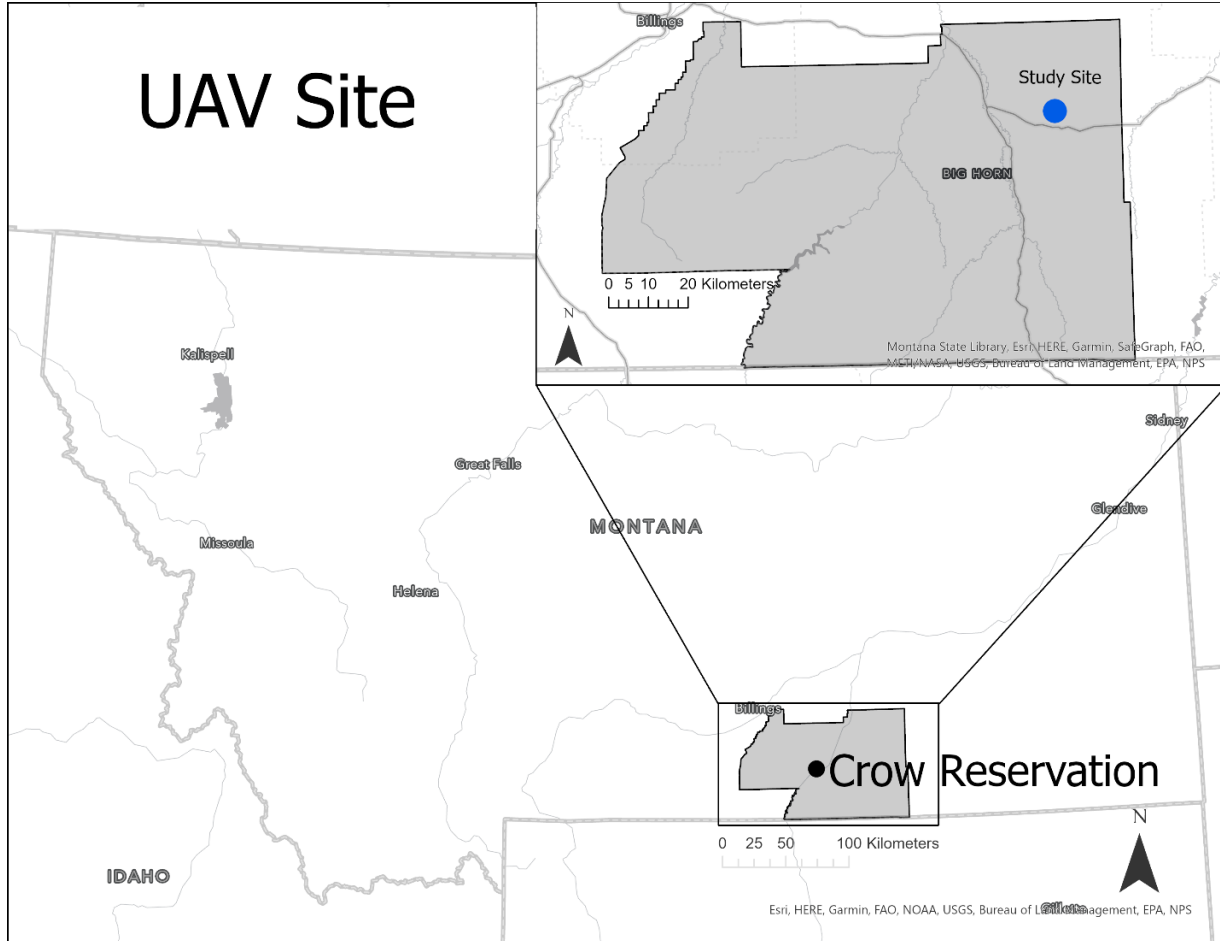 UAV Site
Billings
Study Site
BIG HORN
0 5 10 20 Kilometers
N
Montana State Library, Esri, HERE, Garmin, SafeGraph, FAO,
METI/NASA, USGS, Bureau of Land Management, EPA, NPS
Kalispell
Sidney
Great Falls
Glendive
MONTANA
Missoula
Helena
Billings
Crow Reservation
N
0 25 50 100 Kilometers
IDAHO
Esri, HERE, Garmin, FAO, NOAA, USGS, Bureau of Land Management, EPA, NPS
Gillette